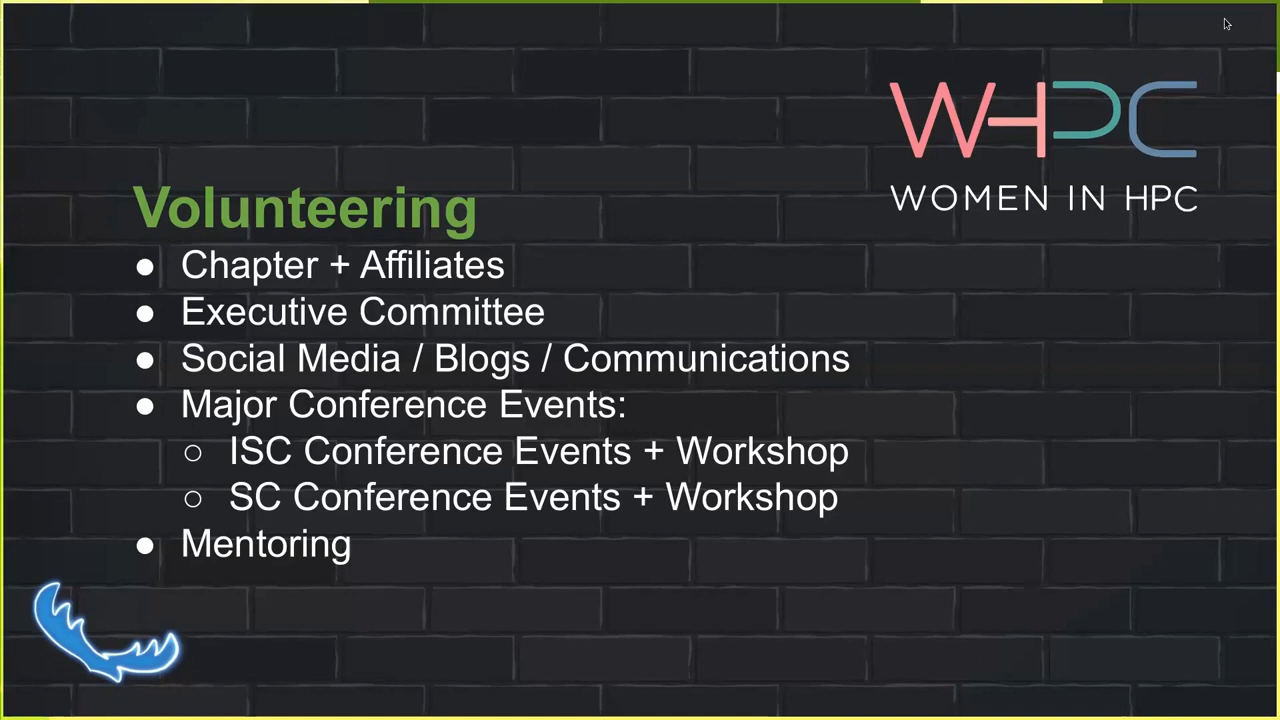 WHPC
WOMEN IN HPC
Volunteering
● Chapter + Affiliates
● Executive Committee
● Social Media / Blogs / Communications
● Major Conference Events:
○ ISC Conference Events + Workshop
○ SC Conference Events + Workshop
● Mentoring